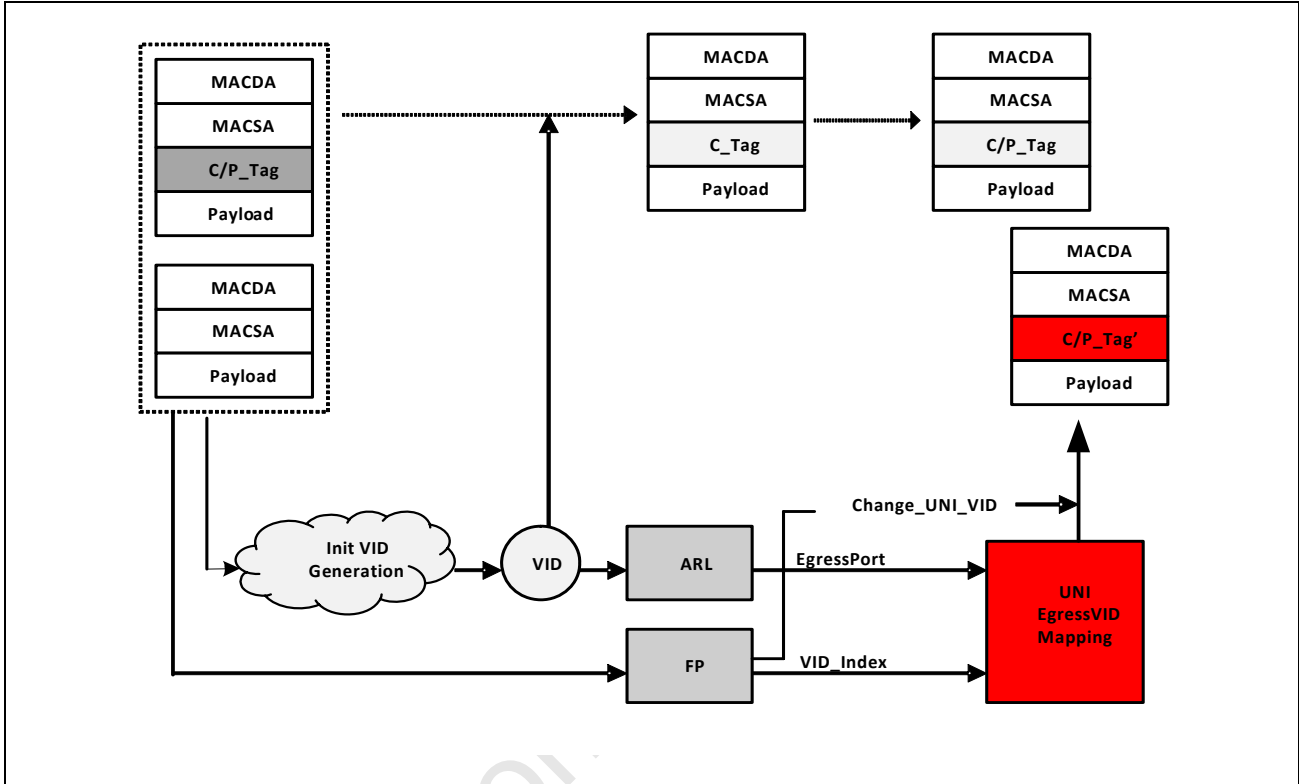 MACDA
MACSA
C/P_Tag
Payload
MACDA
MACSA
Payload
MACDA
MACSA
C_Tag
Payload
MACDA
MACSA
C/P_Tag
Payload
MACDA
MACSA
C/P_Tag’
Payload
Init VID
Generation
VID
ARL
FP
Change_UNI_VID
EgressPort
VID_Index
UNI
EgressVID
Mapping